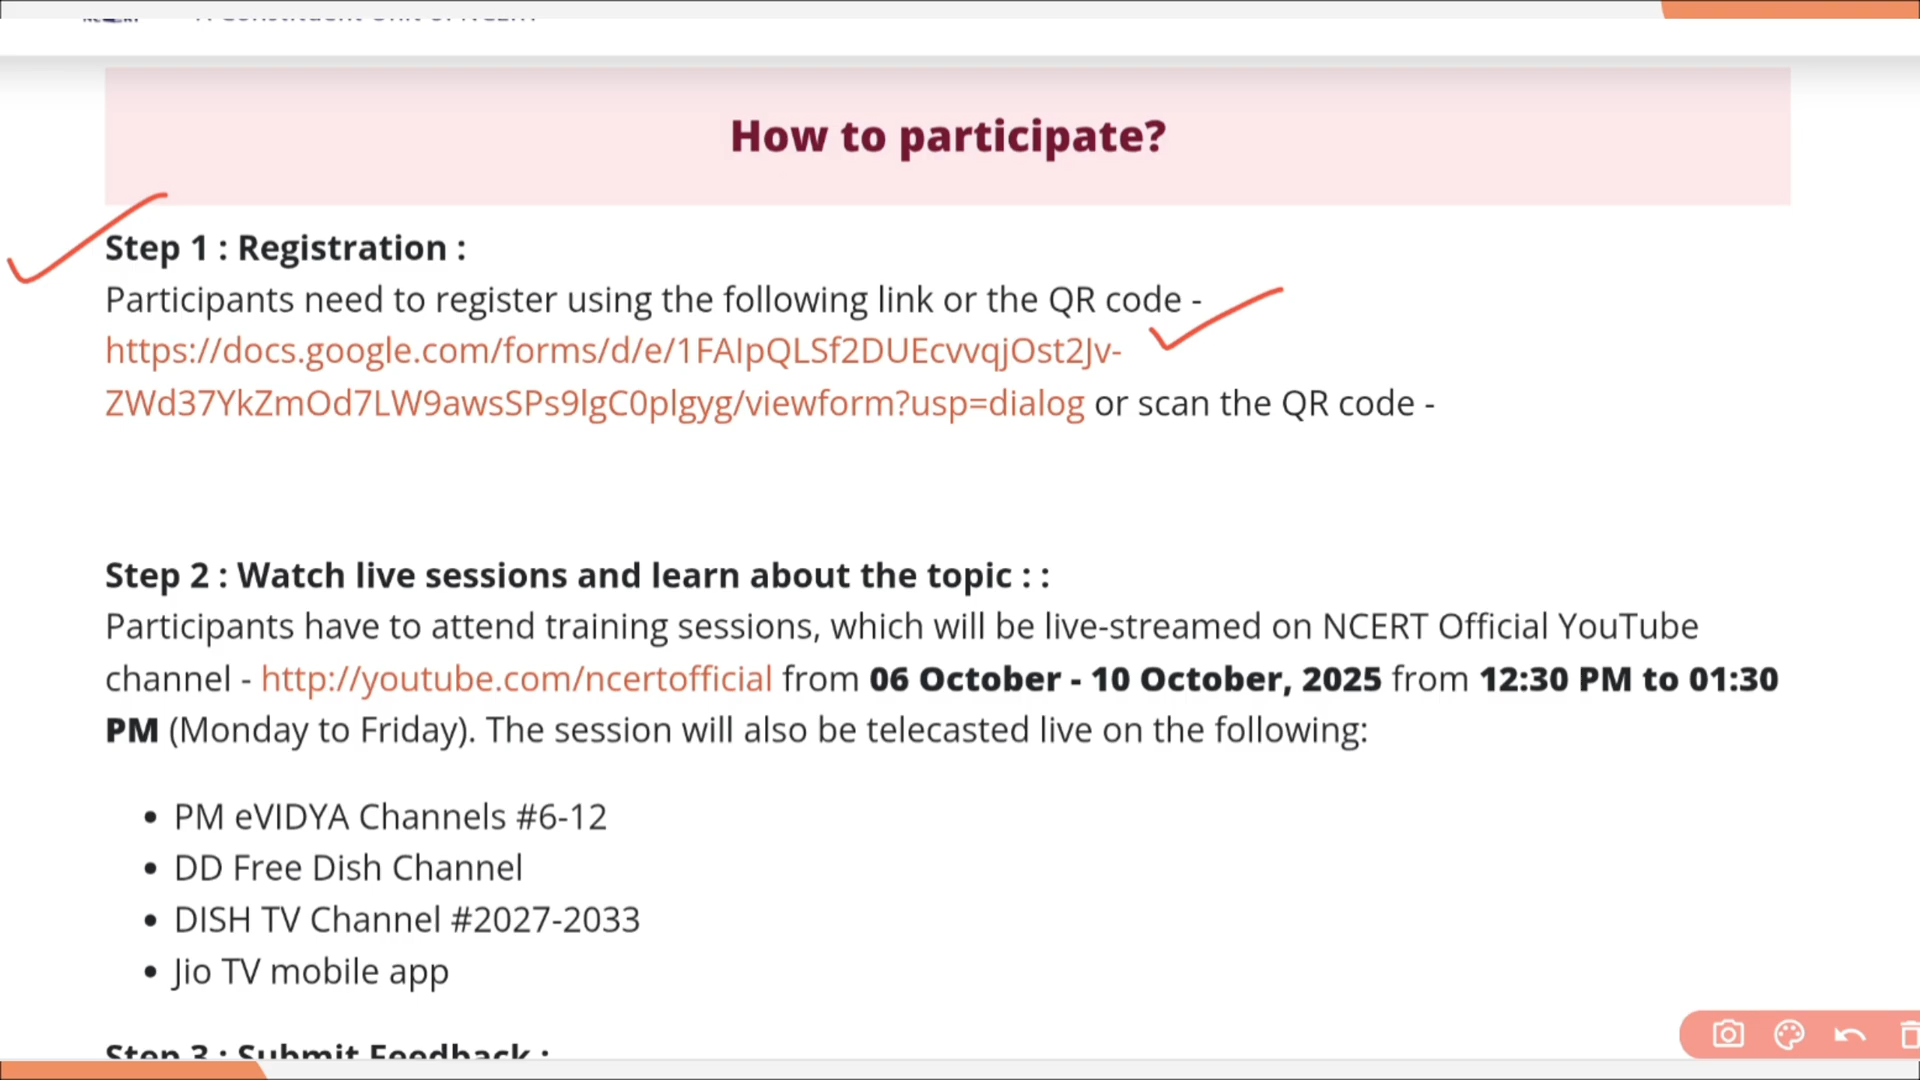 How to participate?
Step 1 : Registration :
Participants need to register using the following link or the QR code -
https://docs.google.com/forms/d/e/1FAIpQLSf2DUEcvvqjOst2Jv-
ZWd37YkZmOd7LW9awsSPs9lgC0plgyg/viewform?usp=dialog or scan the QR code -
Step 2 : Watch live sessions and learn about the topic : :
Participants have to attend training sessions, which will be live-streamed on NCERT Official YouTube
channel - http://youtube.com/ncertofficial from 06 October - 10 October, 2025 from 12:30 PM to 01:30
PM (Monday to Friday). The session will also be telecasted live on the following:
• PM eVIDYA Channels #6-12
• DD Free Dish Channel
• DISH TV Channel #2027-2033
• Jio TV mobile app
Step 3 : Submit Feedback :